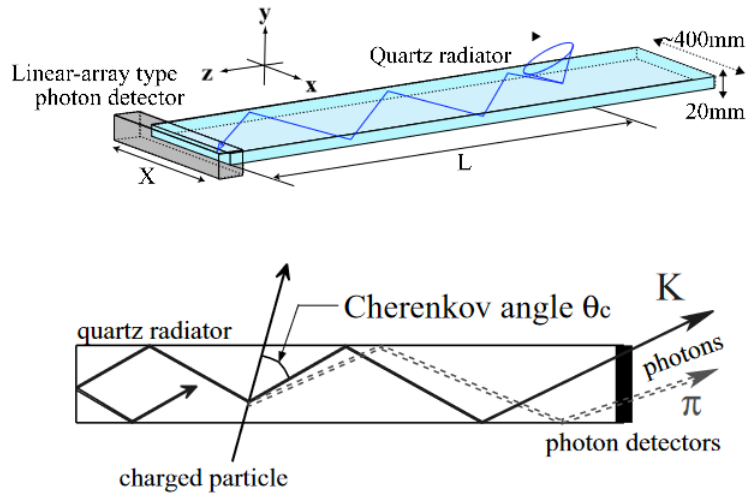 y
z
x
Linear-array type
photon detector
Quartz radiator
~400mm
20mm
X
L
Cherenkov angle θc
quartz radiator
K
photons
π
photon detectors
charged particle